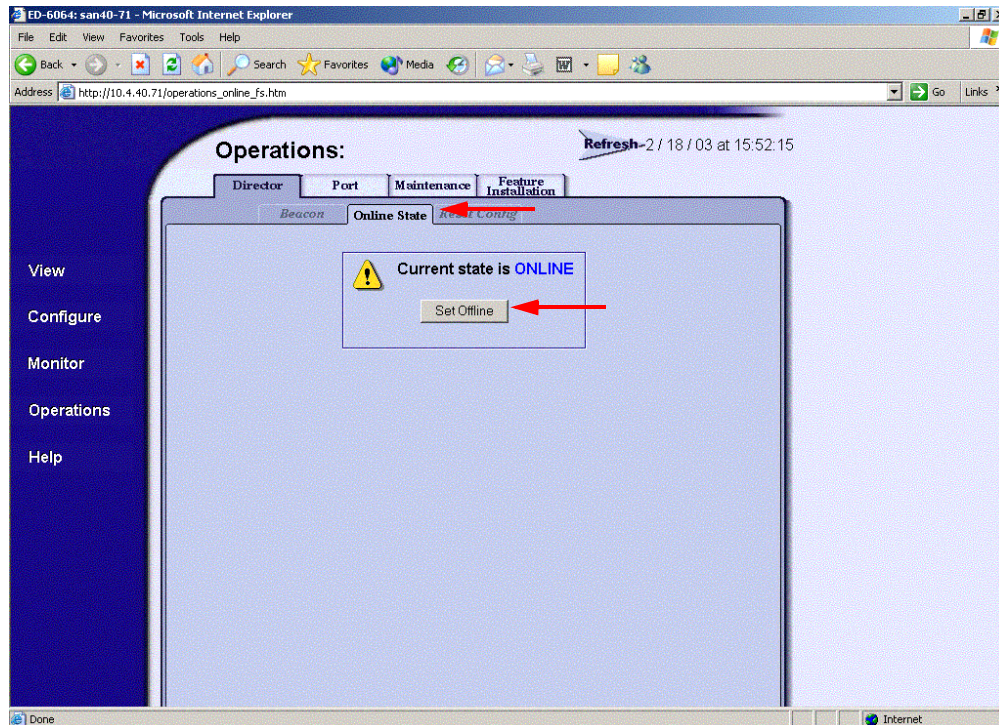 ED-6064: san40-71 - Microsoft Internet Explorer
File Edit View Favorites Tools Help
Back Search Favorites Media
Address http://10.4.40.71/operations_online_fs.htm Go Links
Operations:
Refresh-2 / 18 / 03 at 15:52:15
Director Port Maintenance Feature Installation
Beacon Online State Reset Config
Current state is ONLINE
Set Offline
View
Configure
Monitor
Operations
Help
Done Internet